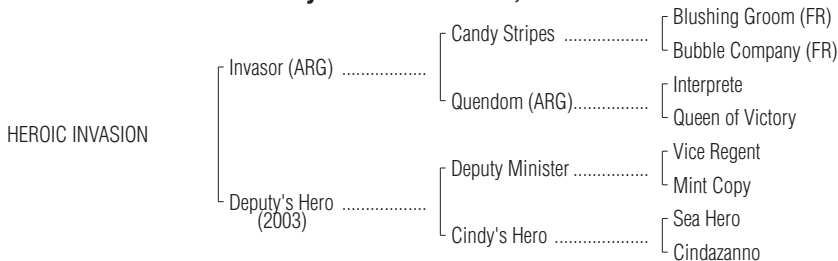 Blushing Groom (FR)
Candy Stripes ..................
Bubble Company (FR)
Invasor (ARG) .................
Interprete
Quendom (ARG)...............
Queen of Victory
HEROIC INVASION
Vice Regent
Deputy Minister ...............
Mint Copy
Deputy's Hero .................
(2003)
Sea Hero
Cindy's Hero ...................
Cindazanno